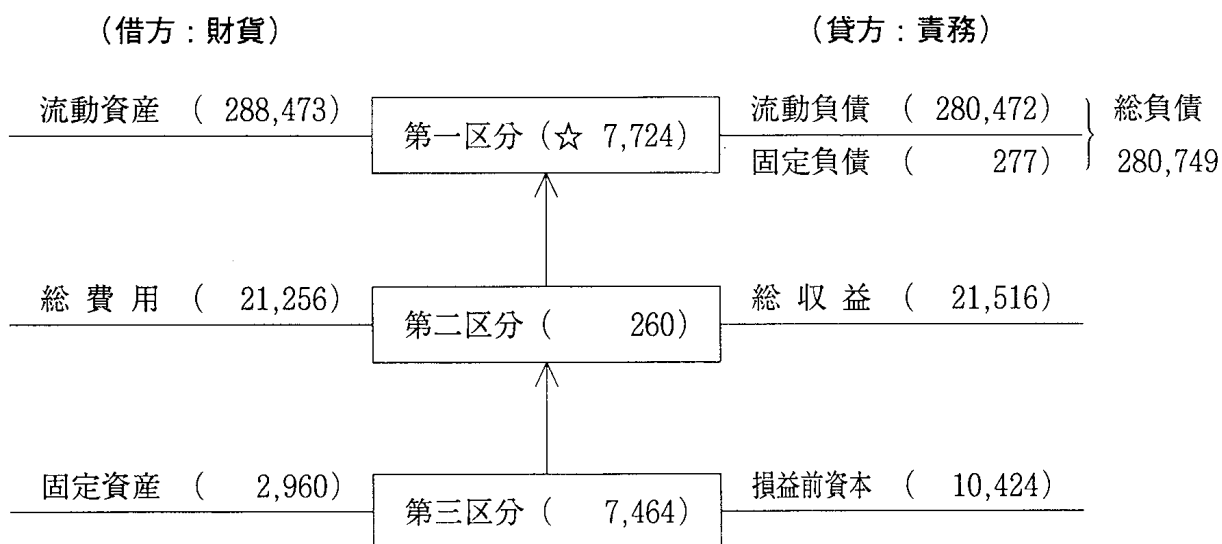 （借方：財貨） （貸方：責務）
流動資産 （ 288,473） 第一区分（☆ 7,724） 流動負債 （ 280,472） 総負債
固定負債 （ 277） 280,749
総費用 （ 21,256） 第二区分（ 260） 総収益 （ 21,516）
固定資産 （ 2,960） 第三区分（ 7,464） 損益前資本 （ 10,424）